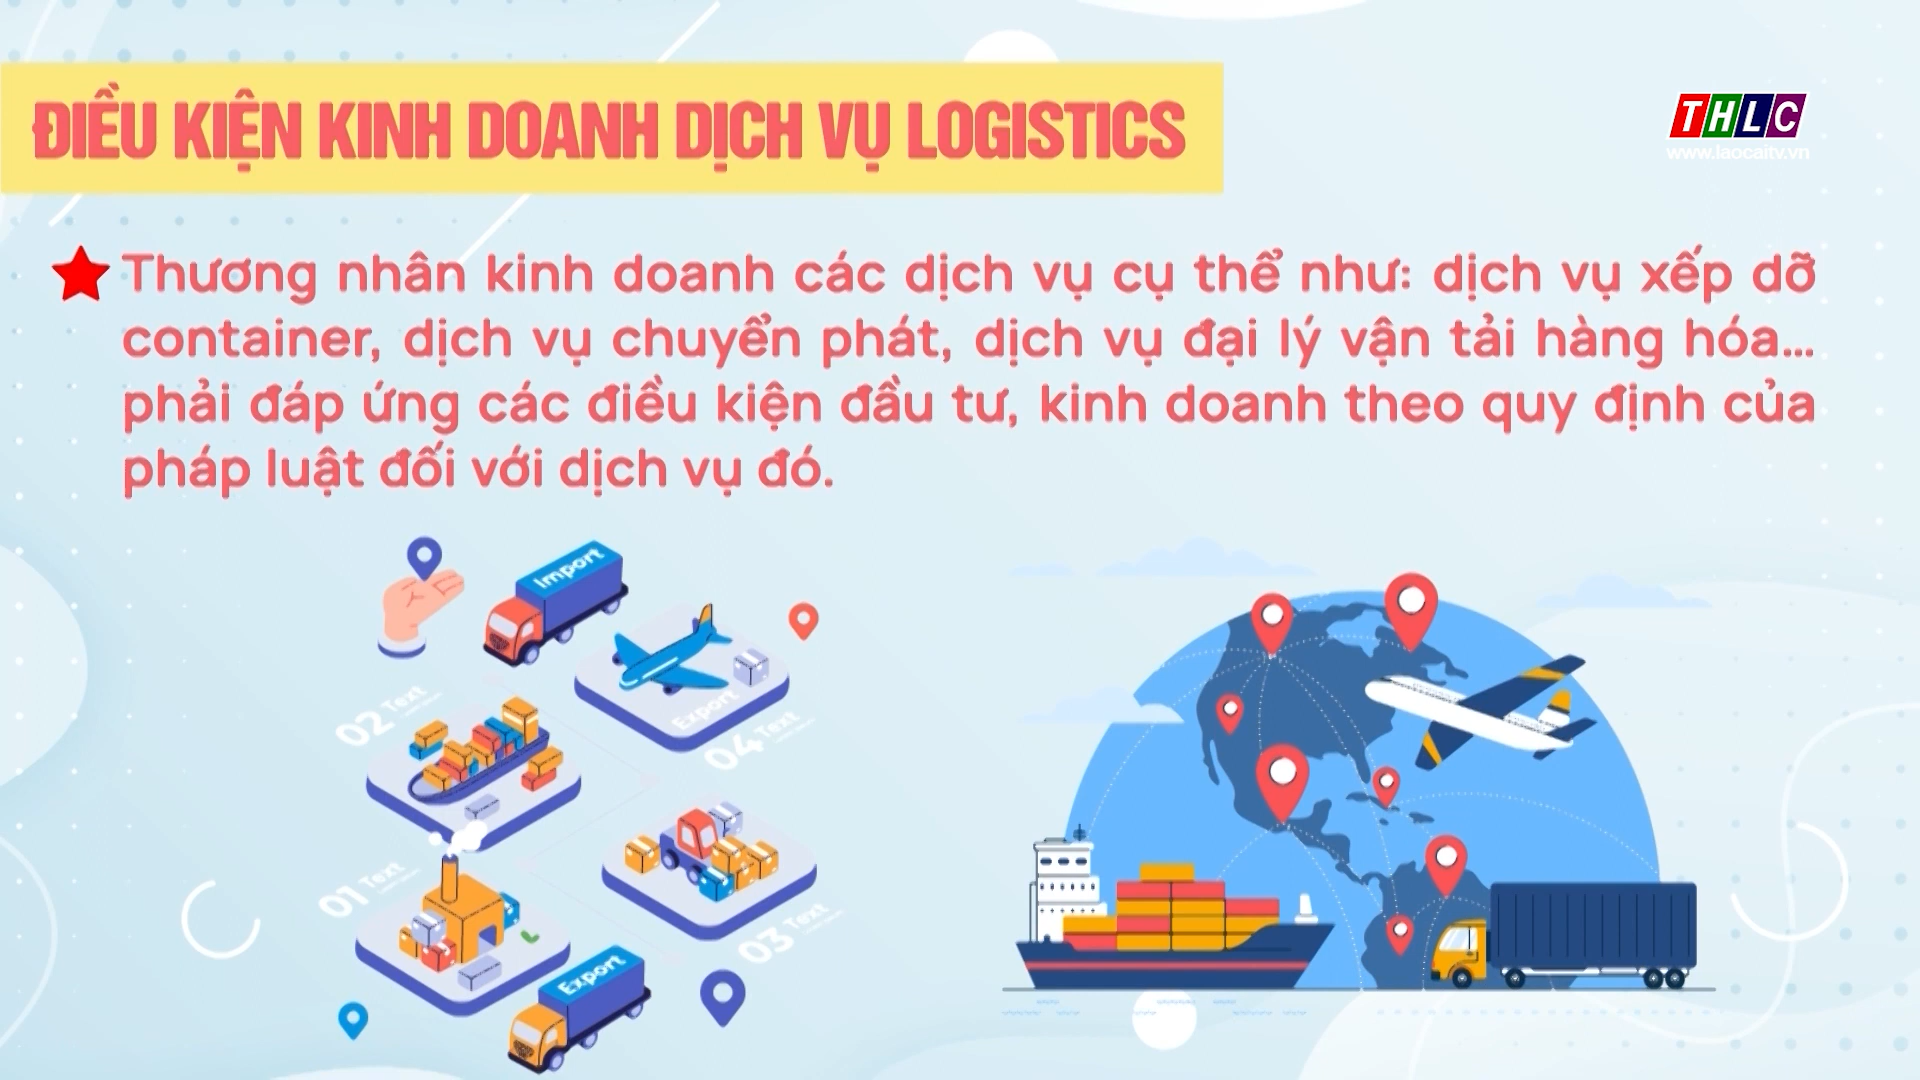 ĐIỀU KIỆN KINH DOANH DỊCH VỤ LOGISTICS
THLC
www.laocaitv.vn
Thương nhân kinh doanh các dịch vụ cụ thể như: dịch vụ xếp dỡ
container, dịch vụ chuyển phát, dịch vụ đại lý vận tải hàng hóa...
phải đáp ứng các điều kiện đầu tư, kinh doanh theo quy định của
pháp luật đối với dịch vụ đó.
Import
02 Text
Export
04 Text
01 Text
03 Text
Export